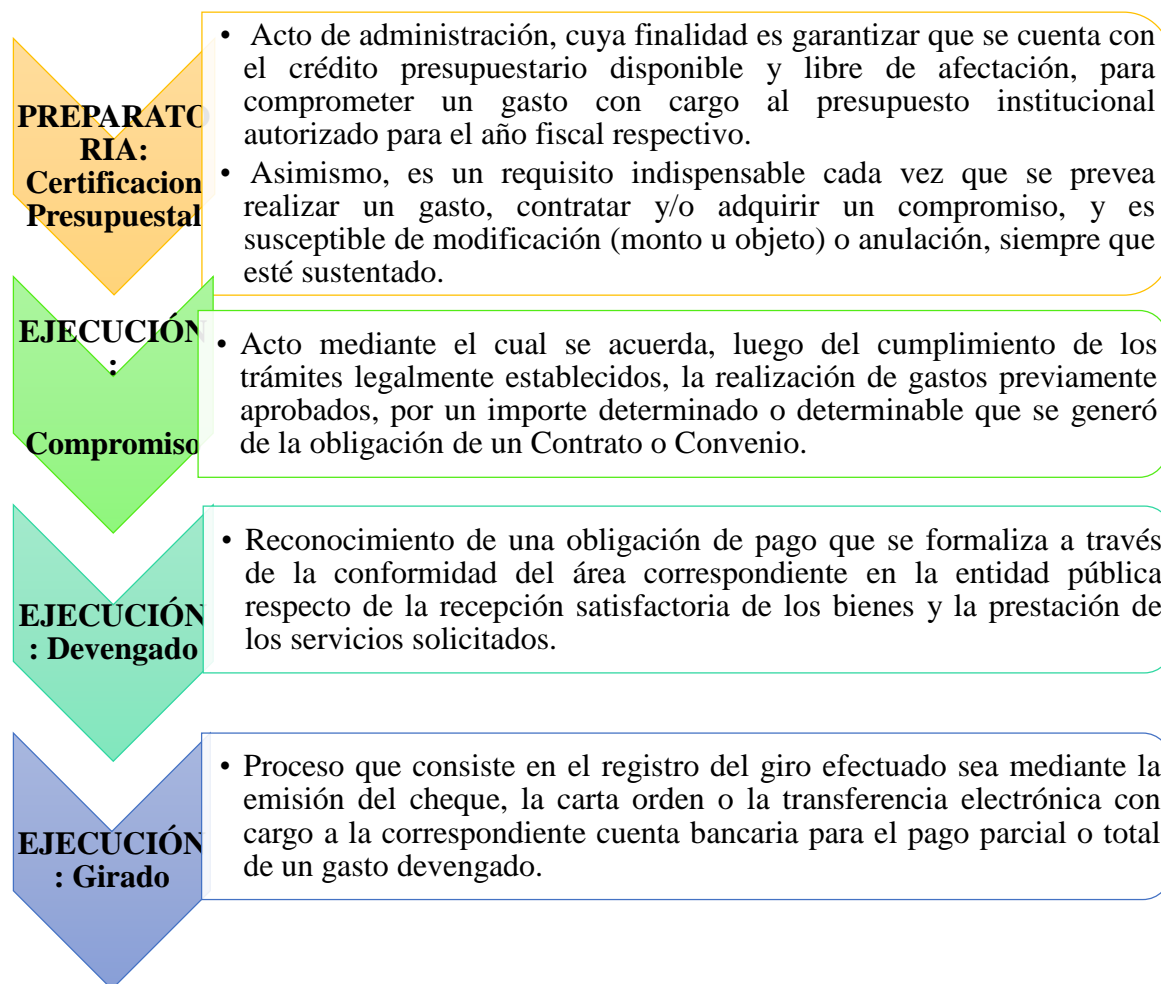 PREPARATO
RIA:
Certificacion
Presupuestal
• Acto de administración, cuya finalidad es garantizar que se cuenta con
el crédito presupuestario disponible y libre de afectación, para
comprometer un gasto con cargo al presupuesto institucional
autorizado para el año fiscal respectivo.
• Asimismo, es un requisito indispensable cada vez que se prevea
realizar un gasto, contratar y/o adquirir un compromiso, y es
susceptible de modificación (monto u objeto) o anulación, siempre que
esté sustentado.
EJECUCIÓN
:
Compromiso
• Acto mediante el cual se acuerda, luego del cumplimiento de los
trámites legalmente establecidos, la realización de gastos previamente
aprobados, por un importe determinado o determinable que se generó
de la obligación de un Contrato o Convenio.
EJECUCIÓN
: Devengado
• Reconocimiento de una obligación de pago que se formaliza a través
de la conformidad del área correspondiente en la entidad pública
respecto de la recepción satisfactoria de los bienes y la prestación de
los servicios solicitados.
EJECUCIÓN
: Girado
• Proceso que consiste en el registro del giro efectuado sea mediante la
emisión del cheque, la carta orden o la transferencia electrónica con
cargo a la correspondiente cuenta bancaria para el pago parcial o total
de un gasto devengado.